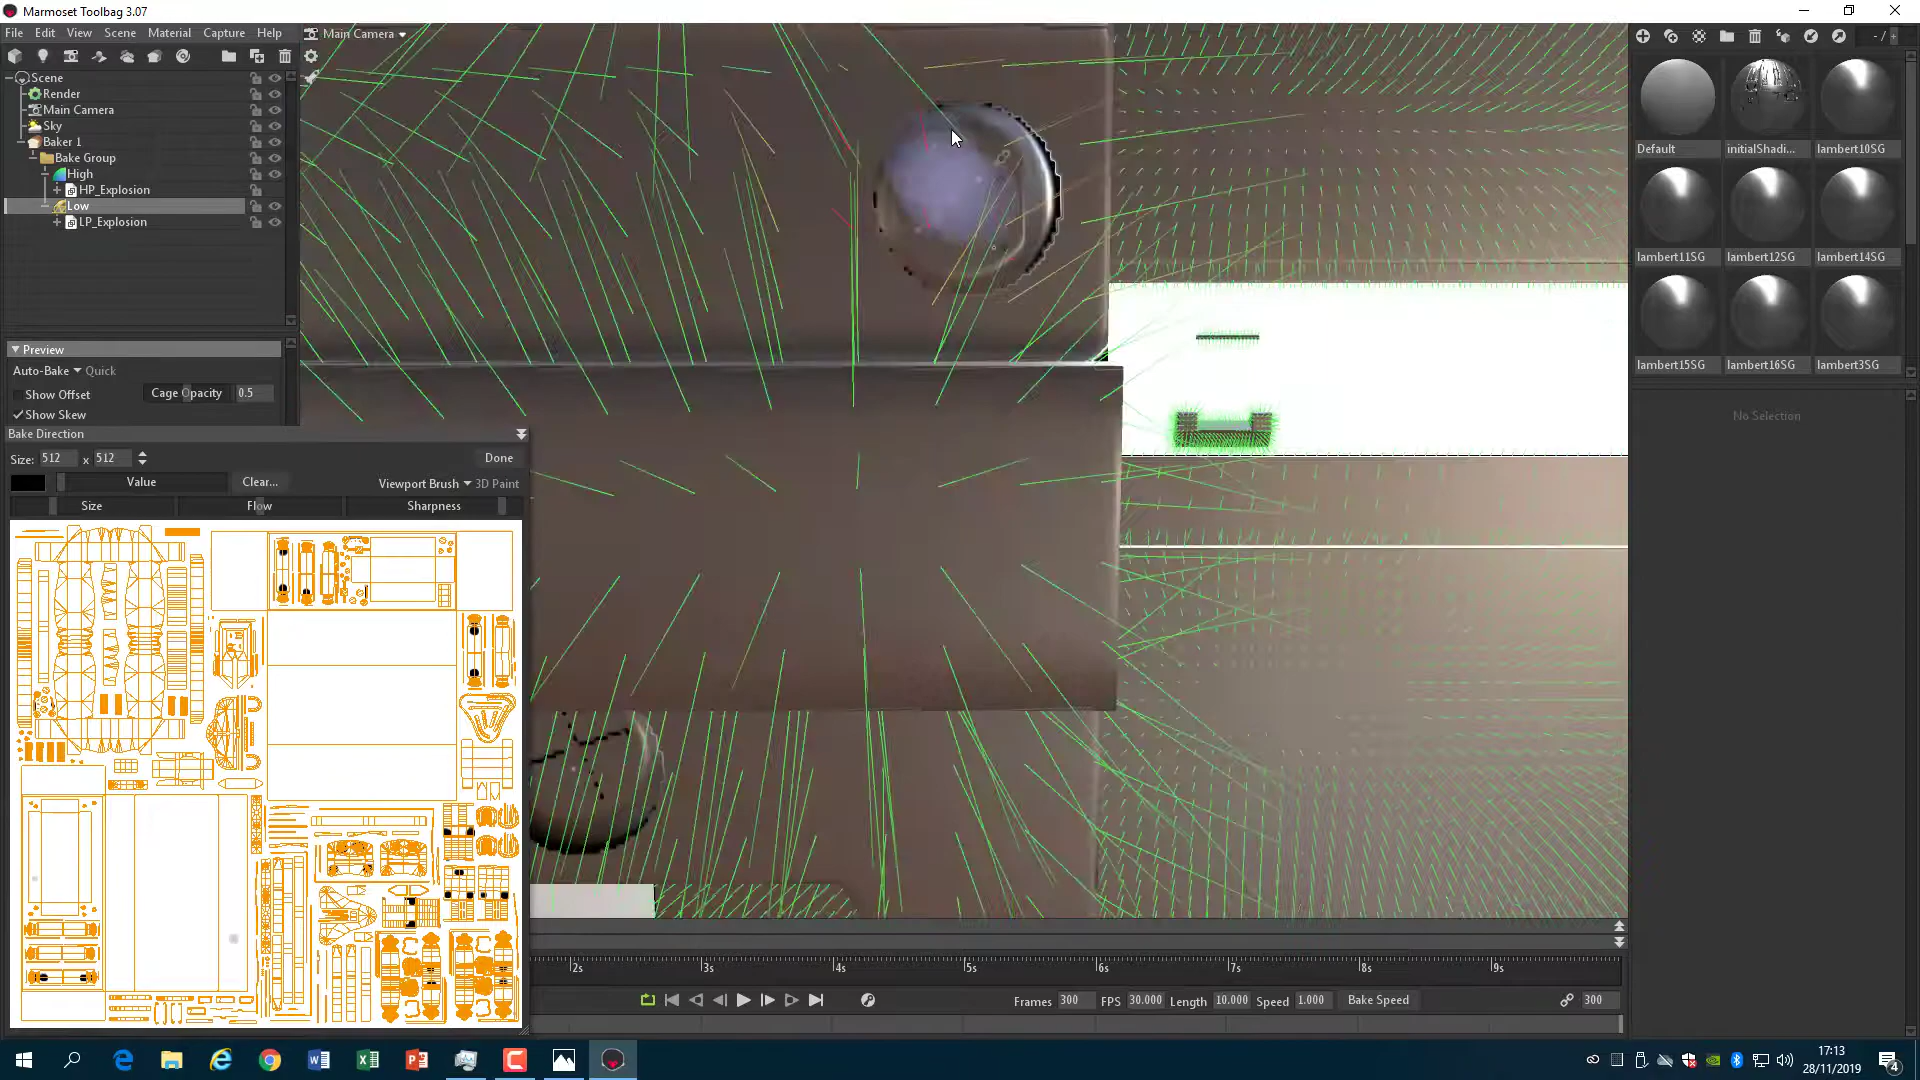 Marmoset Toolbag 3.07
File Edit View Scene Material Capture Help
Main Camera
- / +
Scene
Render
Main Camera
Sky
Baker 1
Bake Group
High
HP_Explosion
Low
LP_Explosion
Default initialShadi... lambert10SG
lambert11SG lambert12SG lambert14SG
lambert15SG lambert16SG lambert3SG
No Selection
Preview
Auto-Bake Quick
Show Offset Cage Opacity 0.5
Show Skew
Bake Direction
Size: 512 x 512 Done
Value Clear... Viewport Brush 3D Paint
Size Flow Sharpness
2s 3s 4s 5s 6s 7s 8s 9s
Frames 300 FPS 30.000 Length 10.000 Speed 1.000 Bake Speed 300
17:13
28/11/2019
4